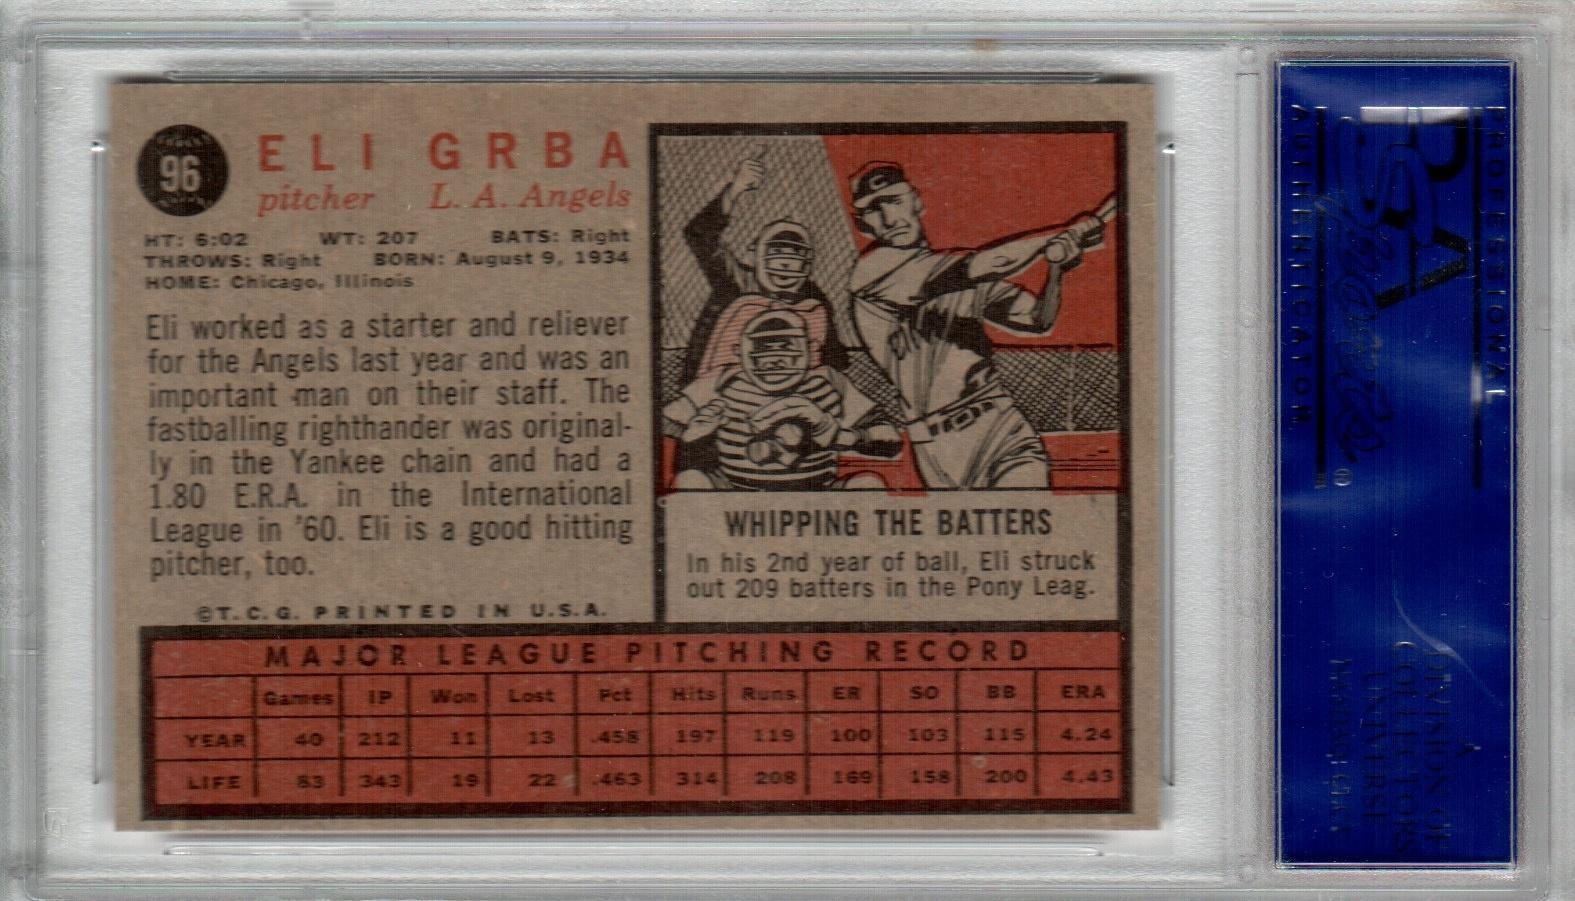 96
ELI GRBA
pitcher L. A. Angels
HT: 6:02 WT: 207 BATS: Right
THROWS: Right BORN: August 9, 1934
HOME: Chicago, Illinois
Eli worked as a starter and reliever
for the Angels last year and was an
important man on their staff. The
fastballing righthander was original-
ly in the Yankee chain and had a
1.80 E.R.A. in the International
League in '60. Eli is a good hitting
pitcher, too.
©T.C.G. PRINTED IN U.S.A.
C
WHIPPING THE BATTERS
In his 2nd year of ball, Eli struck
out 209 batters in the Pony Leag.
MAJOR LEAGUE PITCHING RECORD
Games IP Won Lost Pct Hits Runs ER SO BB ERA
YEAR 40 212 11 13 .458 197 119 100 103 115 4.24
LIFE 83 343 19 22 .463 314 208 169 158 200 4.43
PROFESSIONAL
PSA
AUTHENTICATOR
A
DIVISION OF
COLLECTORS
UNIVERSE